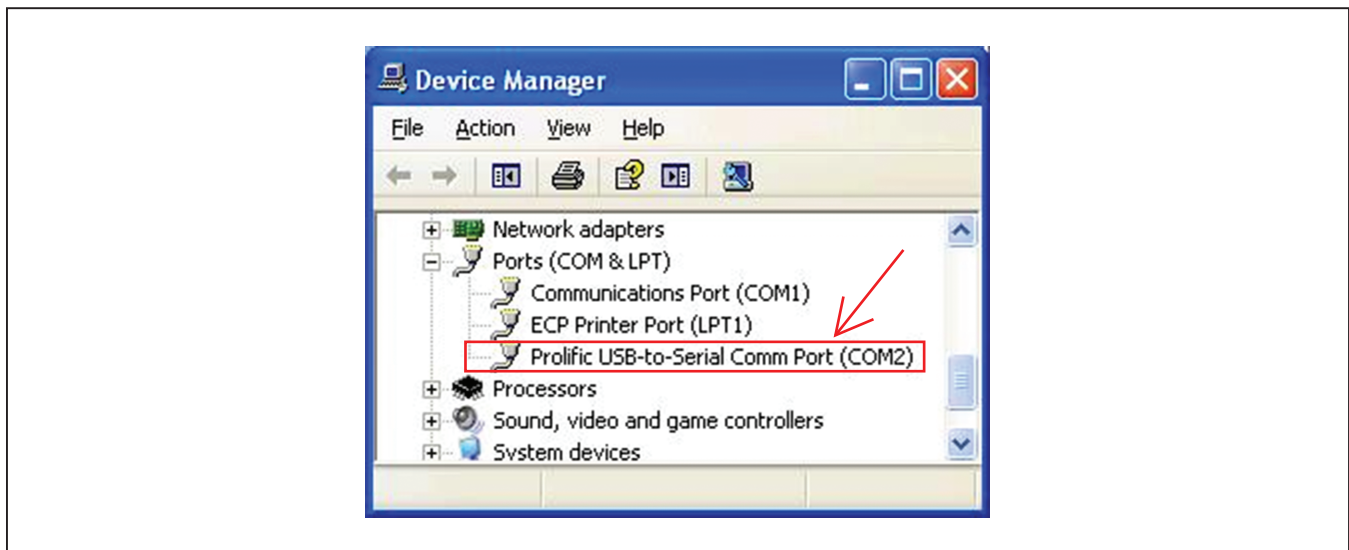 Device Manager
File Action View Help
Network adapters
Ports (COM & LPT)
Communications Port (COM1)
ECP Printer Port (LPT1)
Prolific USB-to-Serial Comm Port (COM2)
Processors
Sound, video and game controllers
System devices